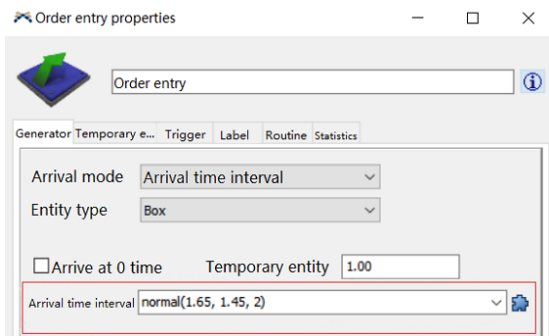 Order entry properties
Order entry
Generator Temporary e... Trigger Label Routine Statistics
Arrival mode Arrival time interval
Entity type Box
Arrive at 0 time Temporary entity 1.00
Arrival time interval normal(1.65, 1.45, 2)